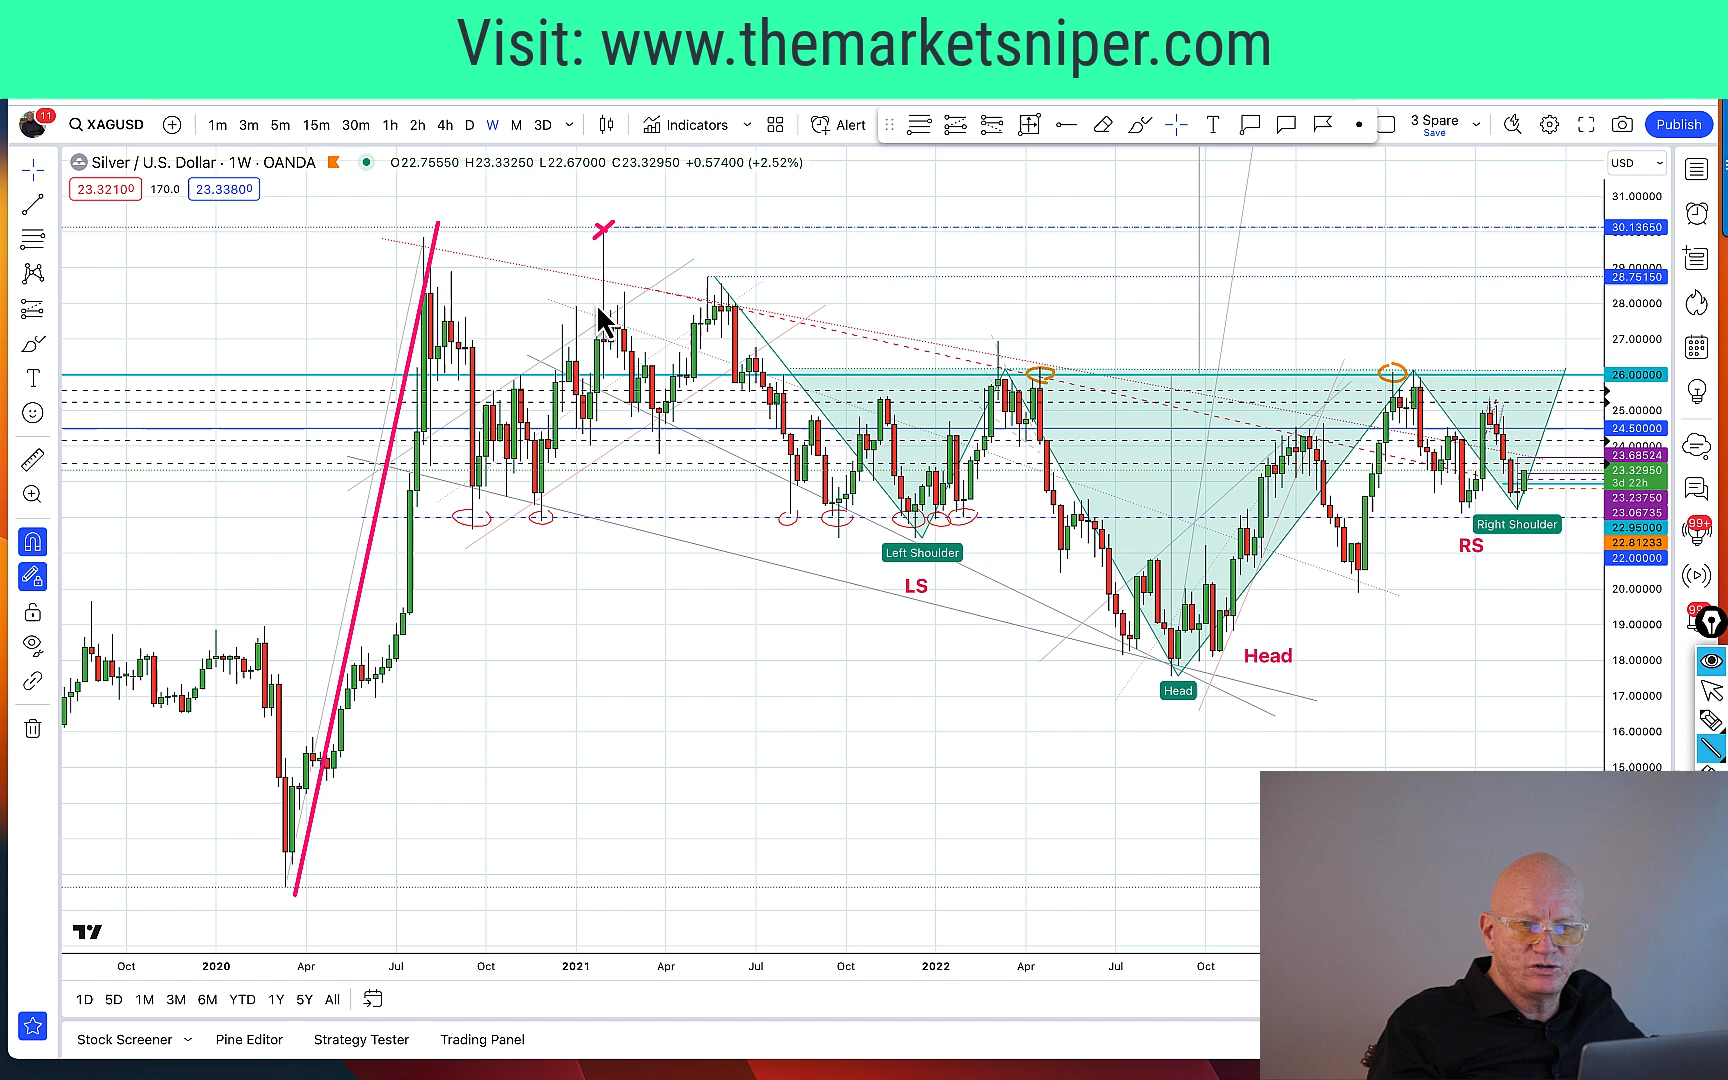 Visit: www.themarketsniper.com
11
XAGUSD
1m 3m 5m 15m 30m 1h 2h 4h D W M 3D
Indicators
Alert
3 Spare
Save
Publish
Silver / U.S. Dollar · 1W · OANDA
O22.75550 H23.33250 L22.67000 C23.32950 +0.57400 (+2.52%)
USD
23.32100 170.0 23.33800
31.00000
30.13650
28.75150
28.00000
27.00000
26.00000
25.00000
24.50000
23.68524
23.32950
3d 22h
23.23750
23.06735
22.95000
22.81233
22.00000
20.00000
19.00000
18.00000
17.00000
16.00000
15.00000
99+
Left Shoulder
LS
Right Shoulder
RS
Head
Head
Oct 2020 Apr Jul Oct 2021 Apr Jul Oct 2022 Apr Jul Oct
1D 5D 1M 3M 6M YTD 1Y 5Y All
Stock Screener Pine Editor Strategy Tester Trading Panel